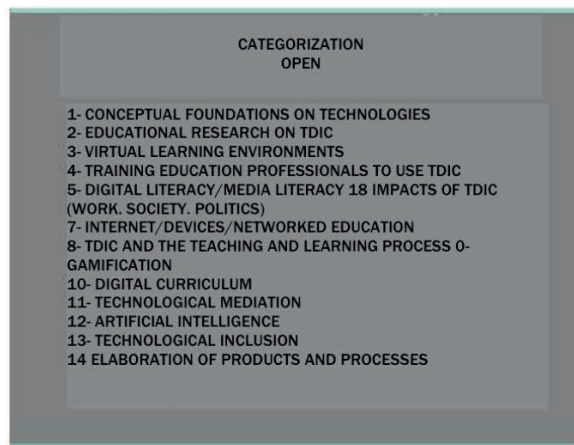 CATEGORIZATION
OPEN
1- CONCEPTUAL FOUNDATIONS ON TECHNOLOGIES
2- EDUCATIONAL RESEARCH ON TDIC
3- VIRTUAL LEARNING ENVIRONMENTS
4- TRAINING EDUCATION PROFESSIONALS TO USE TDIC
5- DIGITAL LITERACY/MEDIA LITERACY 18 IMPACTS OF TDIC
(WORK. SOCIETY. POLITICS)
7- INTERNET/DEVICES/NETWORKED EDUCATION
8- TDIC AND THE TEACHING AND LEARNING PROCESS 0-
GAMIFICATION
10- DIGITAL CURRICULUM
11- TECHNOLOGICAL MEDIATION
12- ARTIFICIAL INTELLIGENCE
13- TECHNOLOGICAL INCLUSION
14 ELABORATION OF PRODUCTS AND PROCESSES